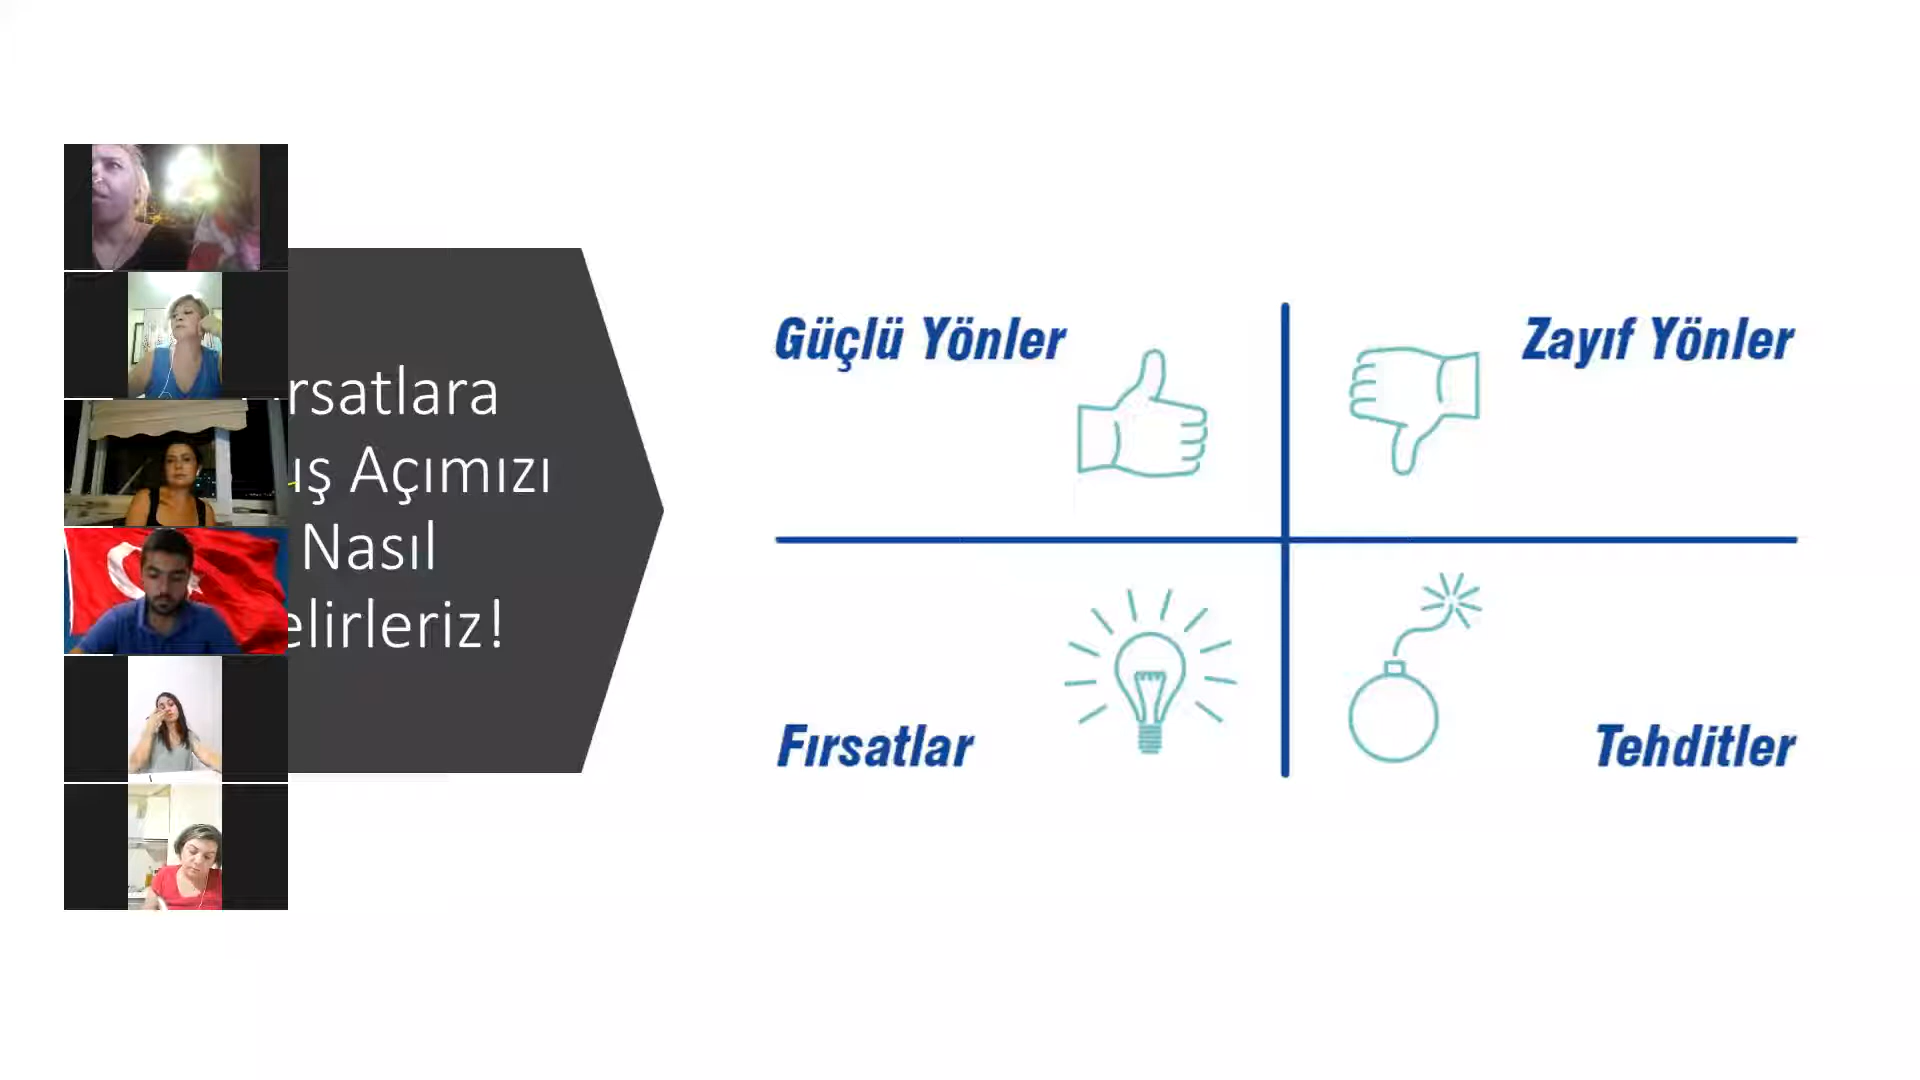 rsatlara
ış Açımızı
Nasıl
elirleriz!
Güçlü Yönler
Zayıf Yönler
Fırsatlar
Tehditler